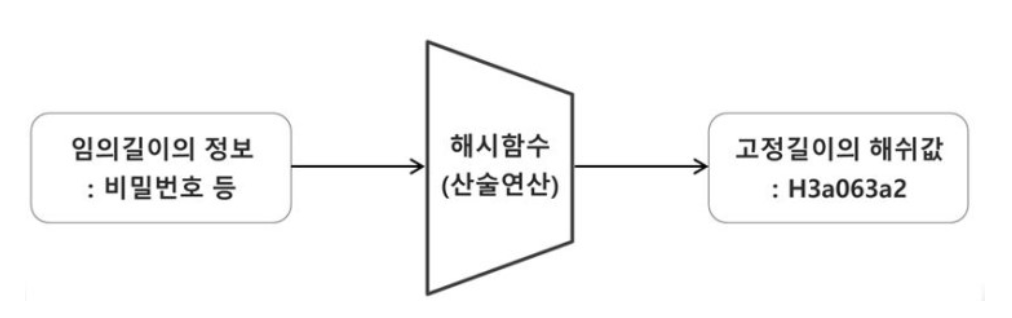 임의길이의 정보
: 비밀번호 등
해시함수
(산술연산)
고정길이의 해쉬값
: H3a063a2